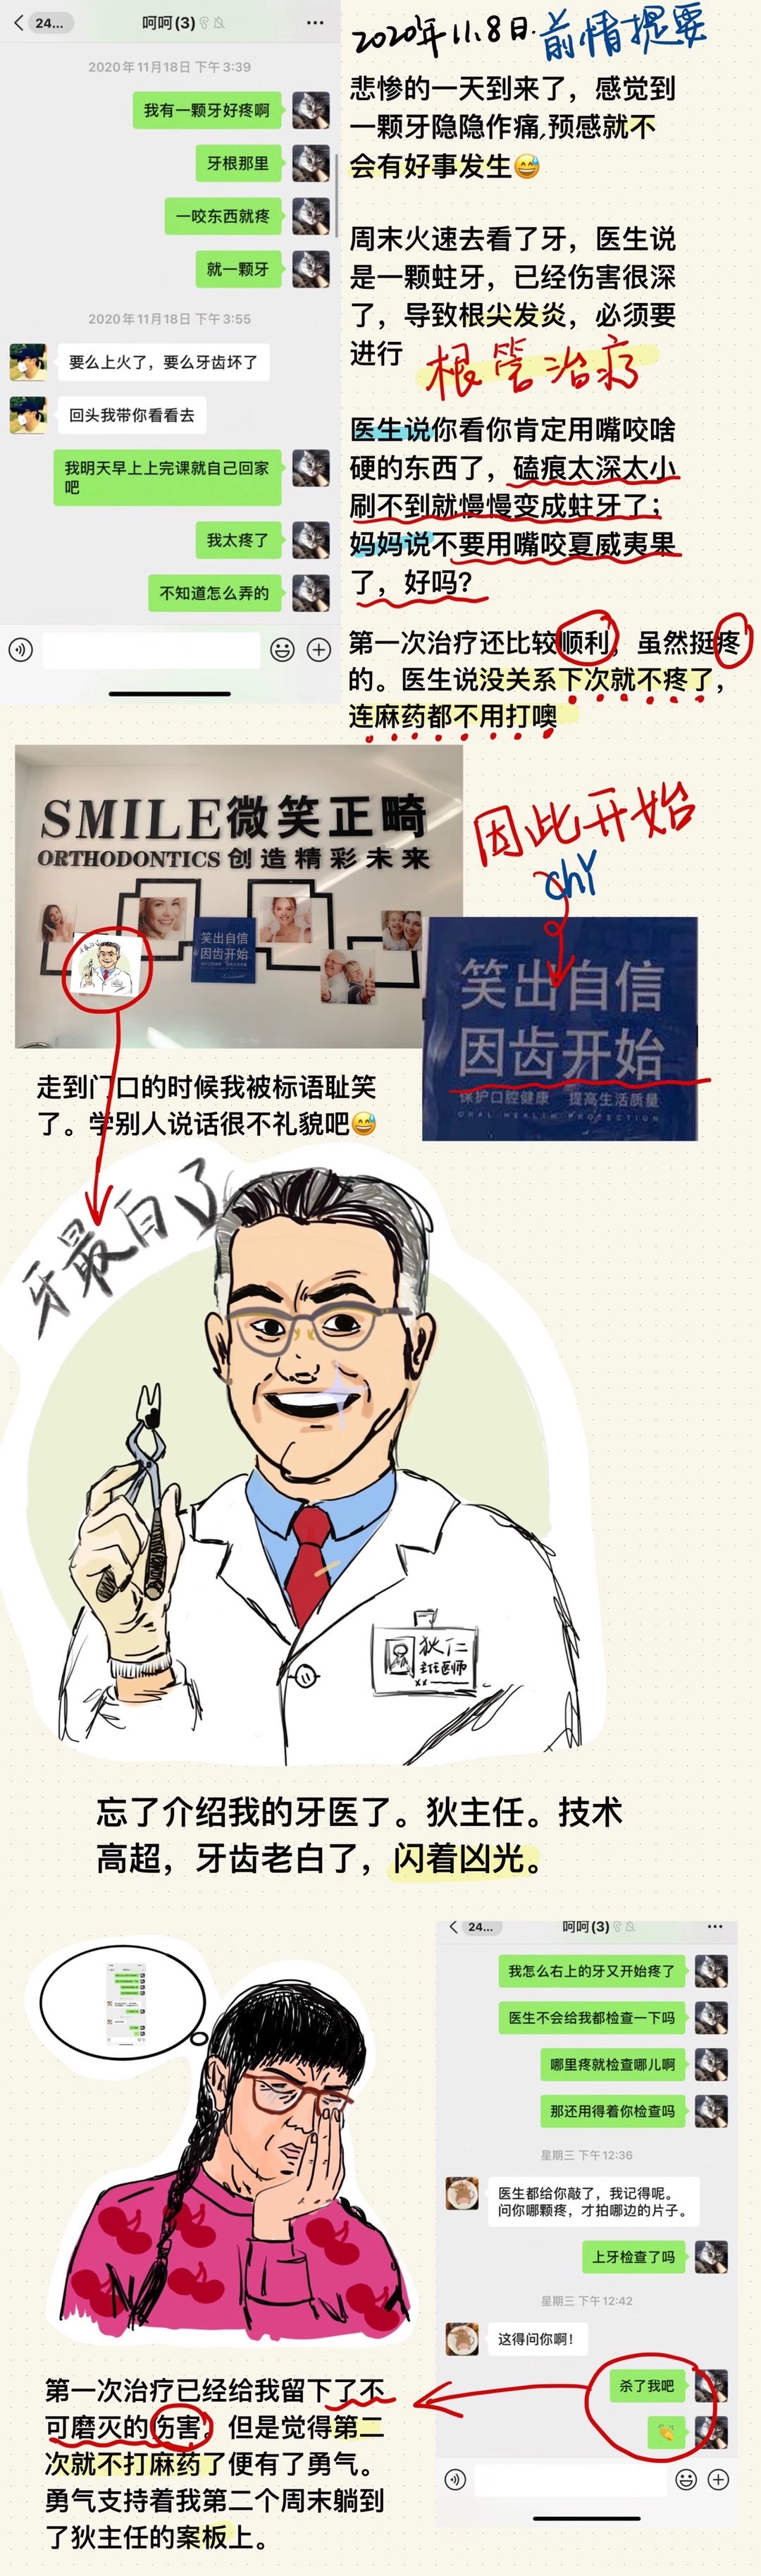 24...
呵呵(3)
2020年11月18日 下午3:39
我有一颗牙好疼啊
牙根那里
一咬东西就疼
就一颗牙
2020年11月18日 下午3:55
要么上火了，要么牙齿坏了
回头我带你看看去
我明天早上上完课就自己回家
吧
我太疼了
不知道怎么弄的
2020年11.8日.前情提要
悲惨的一天到来了，感觉到
一颗牙隐隐作痛,预感就不
会有好事发生😅
周末火速去看了牙，医生说
是一颗蛀牙，已经伤害很深
了，导致根尖发炎，必须要
进行 根管治疗
医生说你看你肯定用嘴咬啥
硬的东西了，磕痕太深太小
刷不到就慢慢变成蛀牙了；
妈妈说不要用嘴咬夏威夷果
了，好吗？
第一次治疗还比较顺利，虽然挺疼
的。医生说没关系下次就不疼了，
连麻药都不用打噢
SMILE微笑正畸
ORTHODONTICS 创造精彩未来
笑出自信
因齿开始
因此开始
chǐ
笑出自信
因齿开始
保护口腔健康 提高生活质量
ORAL HEALTH PROTECTION
走到门口的时候我被标语耻笑
了。学别人说话很不礼貌吧😅
牙最白了
狄仁
主任医师
xx
忘了介绍我的牙医了。狄主任。技术
高超，牙齿老白了，闪着凶光。
24...
呵呵(3)
我怎么右上的牙又开始疼了
医生不会给我都检查一下吗
哪里疼就检查哪儿啊
那还用得着你检查吗
星期三 下午12:36
医生都给你敲了，我记得呢。
问你哪颗疼，才拍哪边的片子。
上牙检查了吗
星期三 下午12:42
这得问你啊！
杀了我吧
👏
第一次治疗已经给我留下了不
可磨灭的伤害。但是觉得第二
次就不打麻药了便有了勇气。
勇气支持着我第二个周末躺到
了狄主任的案板上。